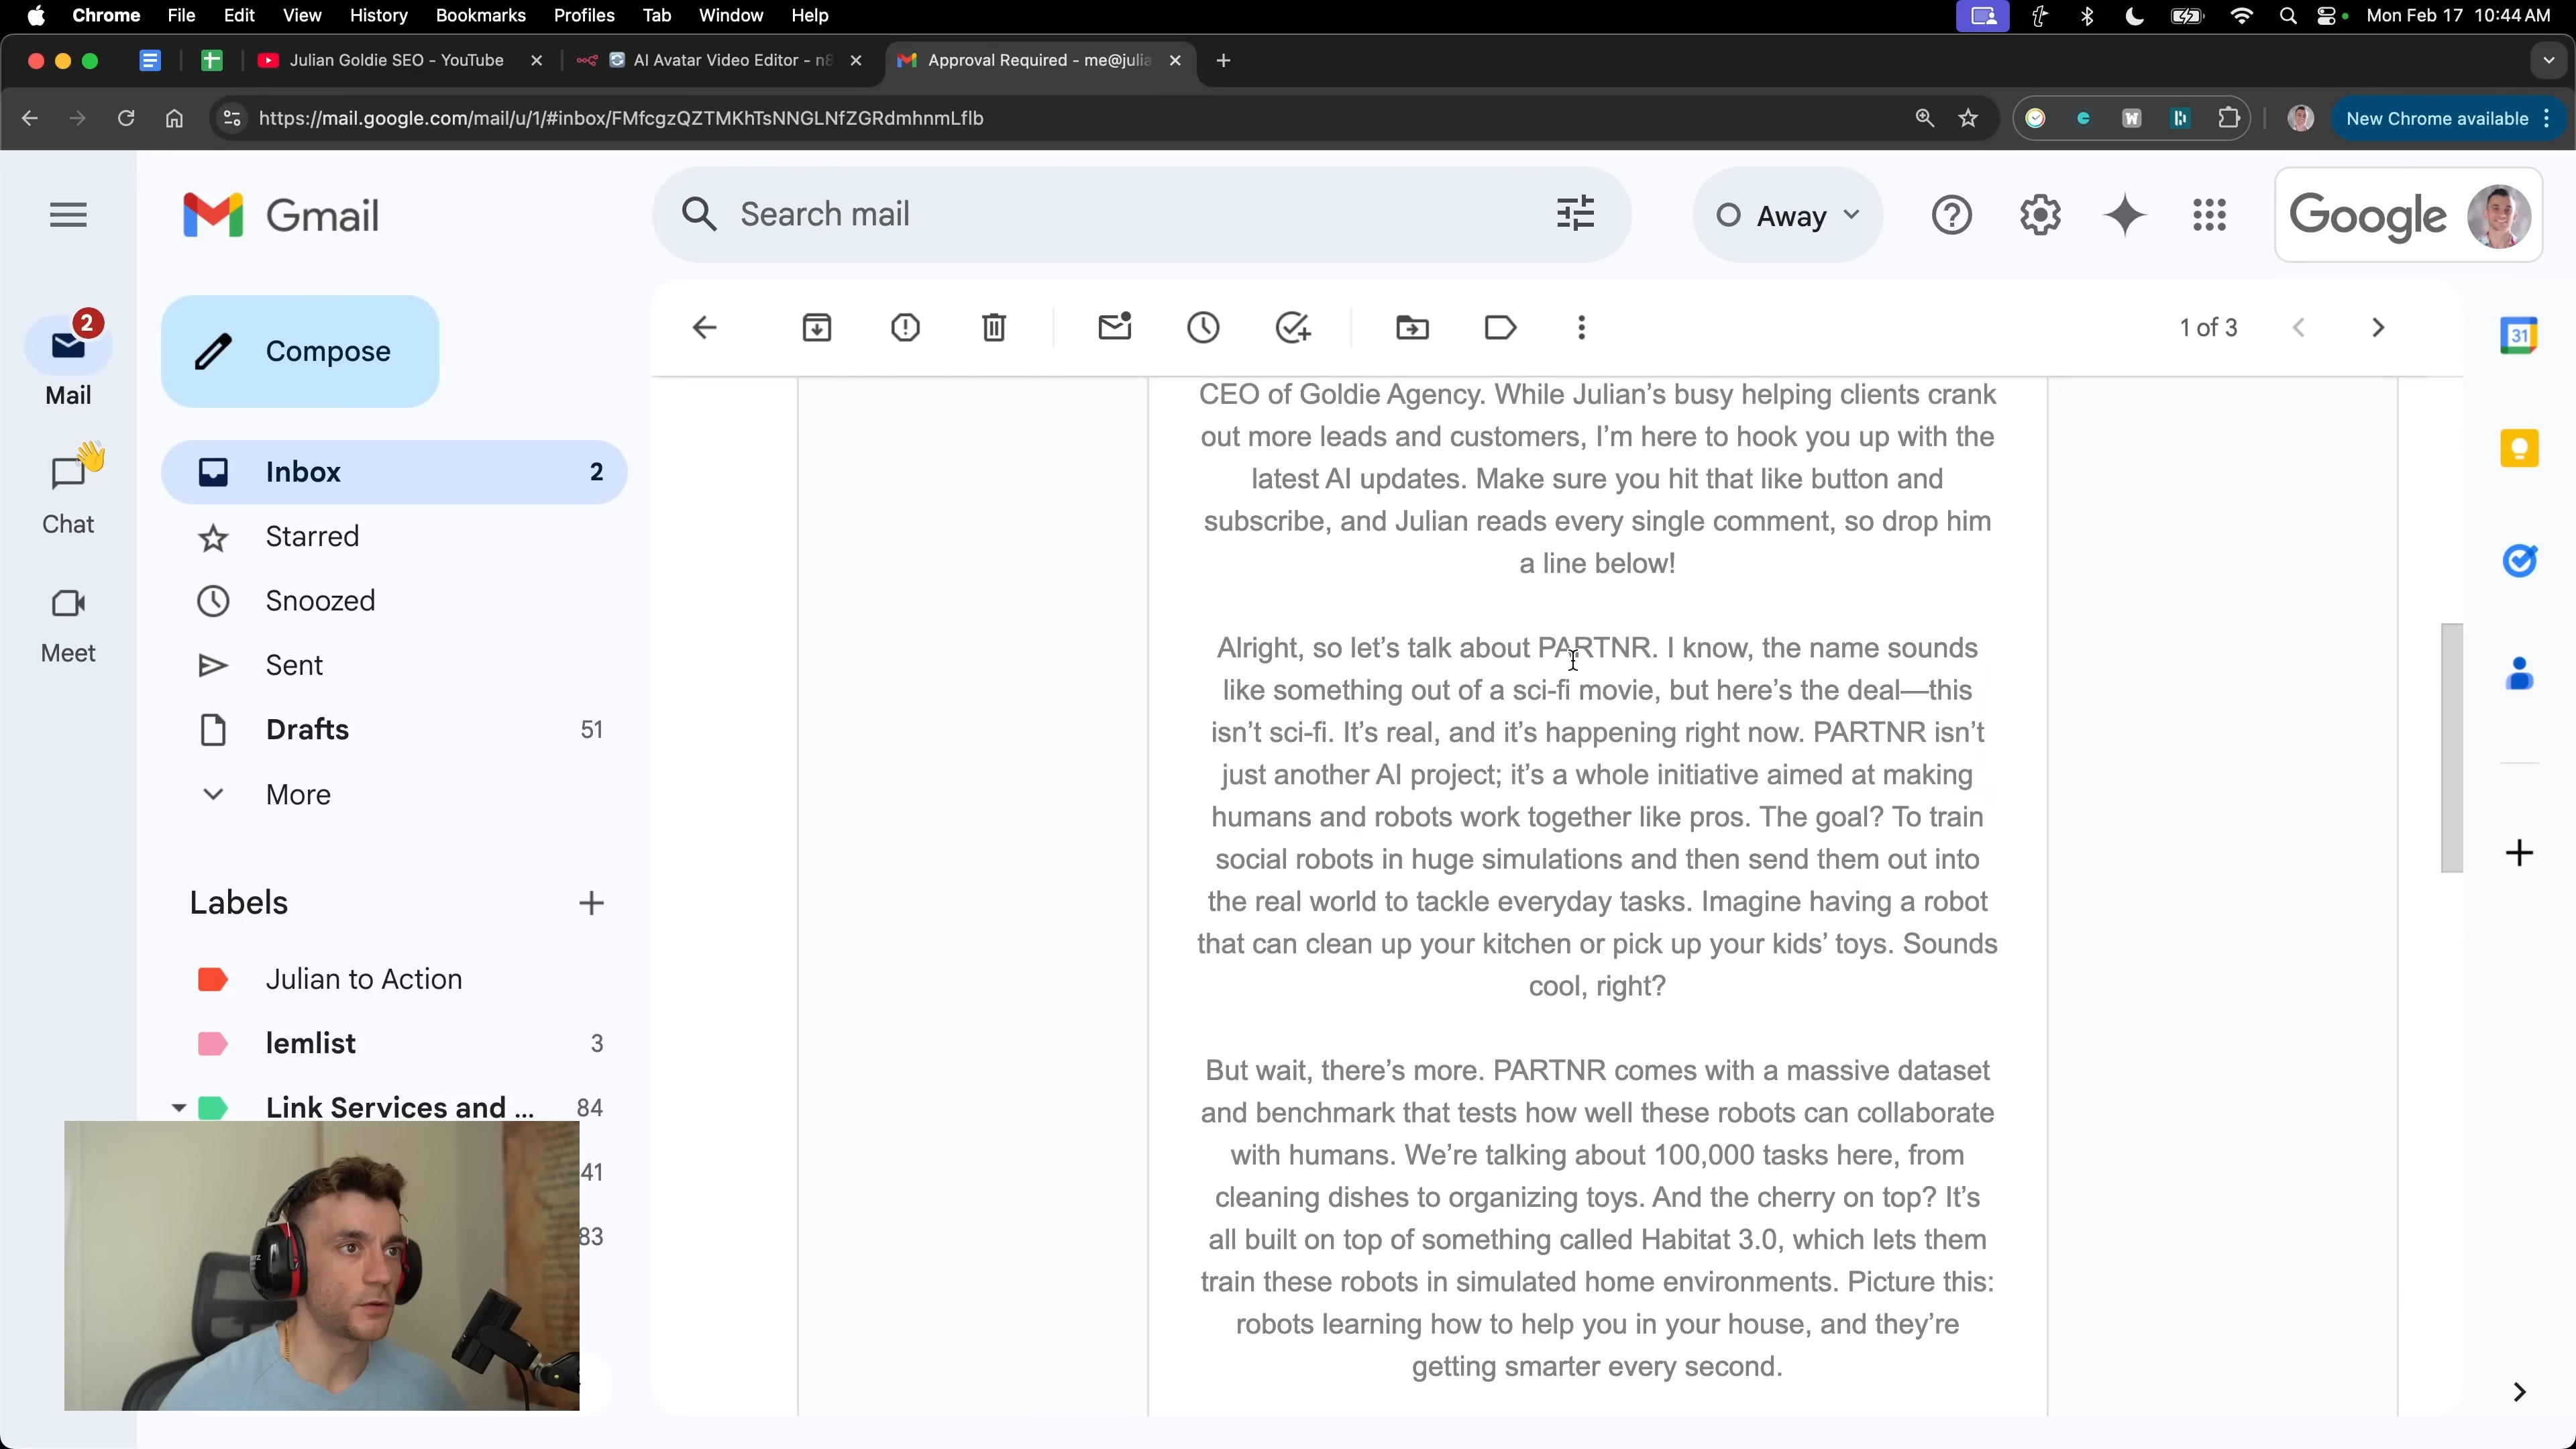 Chrome File Edit View History Bookmarks Profiles Tab Window Help Mon Feb 17 10:44 AM
Julian Goldie SEO - YouTube AI Avatar Video Editor - n8 Approval Required - me@julia
https://mail.google.com/mail/u/1/#inbox/FMfcgzQZTMKhTsNNGLNfZGRdmhnmLflb New Chrome available
Gmail Search mail Away Google
2
Compose
Mail
1 of 3
31
Inbox 2
Chat
Starred
Snoozed
Meet
Sent
Drafts 51
More
Labels
Julian to Action
lemlist 3
Link Services and ... 84
41
83
CEO of Goldie Agency. While Julian’s busy helping clients crank
out more leads and customers, I’m here to hook you up with the
latest AI updates. Make sure you hit that like button and
subscribe, and Julian reads every single comment, so drop him
a line below!
Alright, so let’s talk about PARTNR. I know, the name sounds
like something out of a sci-fi movie, but here’s the deal—this
isn’t sci-fi. It’s real, and it’s happening right now. PARTNR isn’t
just another AI project; it’s a whole initiative aimed at making
humans and robots work together like pros. The goal? To train
social robots in huge simulations and then send them out into
the real world to tackle everyday tasks. Imagine having a robot
that can clean up your kitchen or pick up your kids’ toys. Sounds
cool, right?
But wait, there’s more. PARTNR comes with a massive dataset
and benchmark that tests how well these robots can collaborate
with humans. We’re talking about 100,000 tasks here, from
cleaning dishes to organizing toys. And the cherry on top? It’s
all built on top of something called Habitat 3.0, which lets them
train these robots in simulated home environments. Picture this:
robots learning how to help you in your house, and they’re
getting smarter every second.